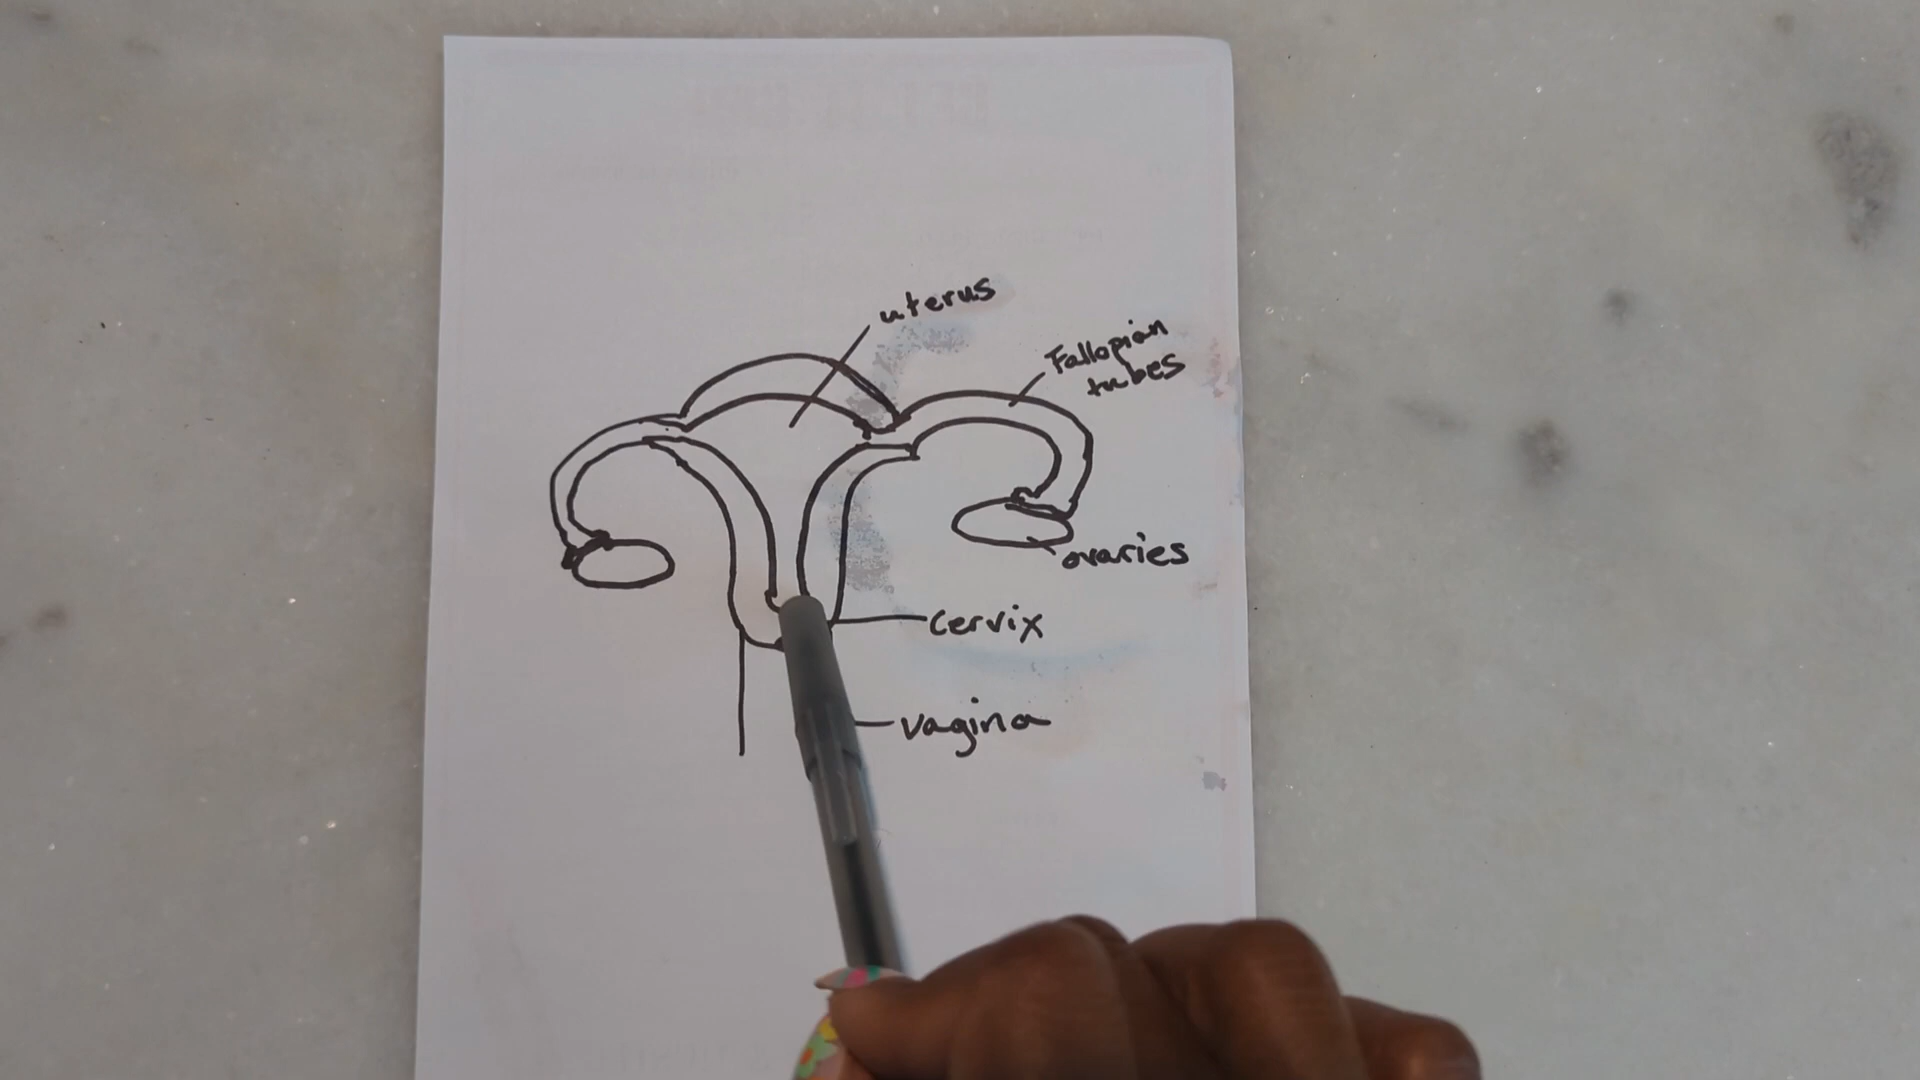 uterus
Fallopian
tubes
ovaries
cervix
vagina